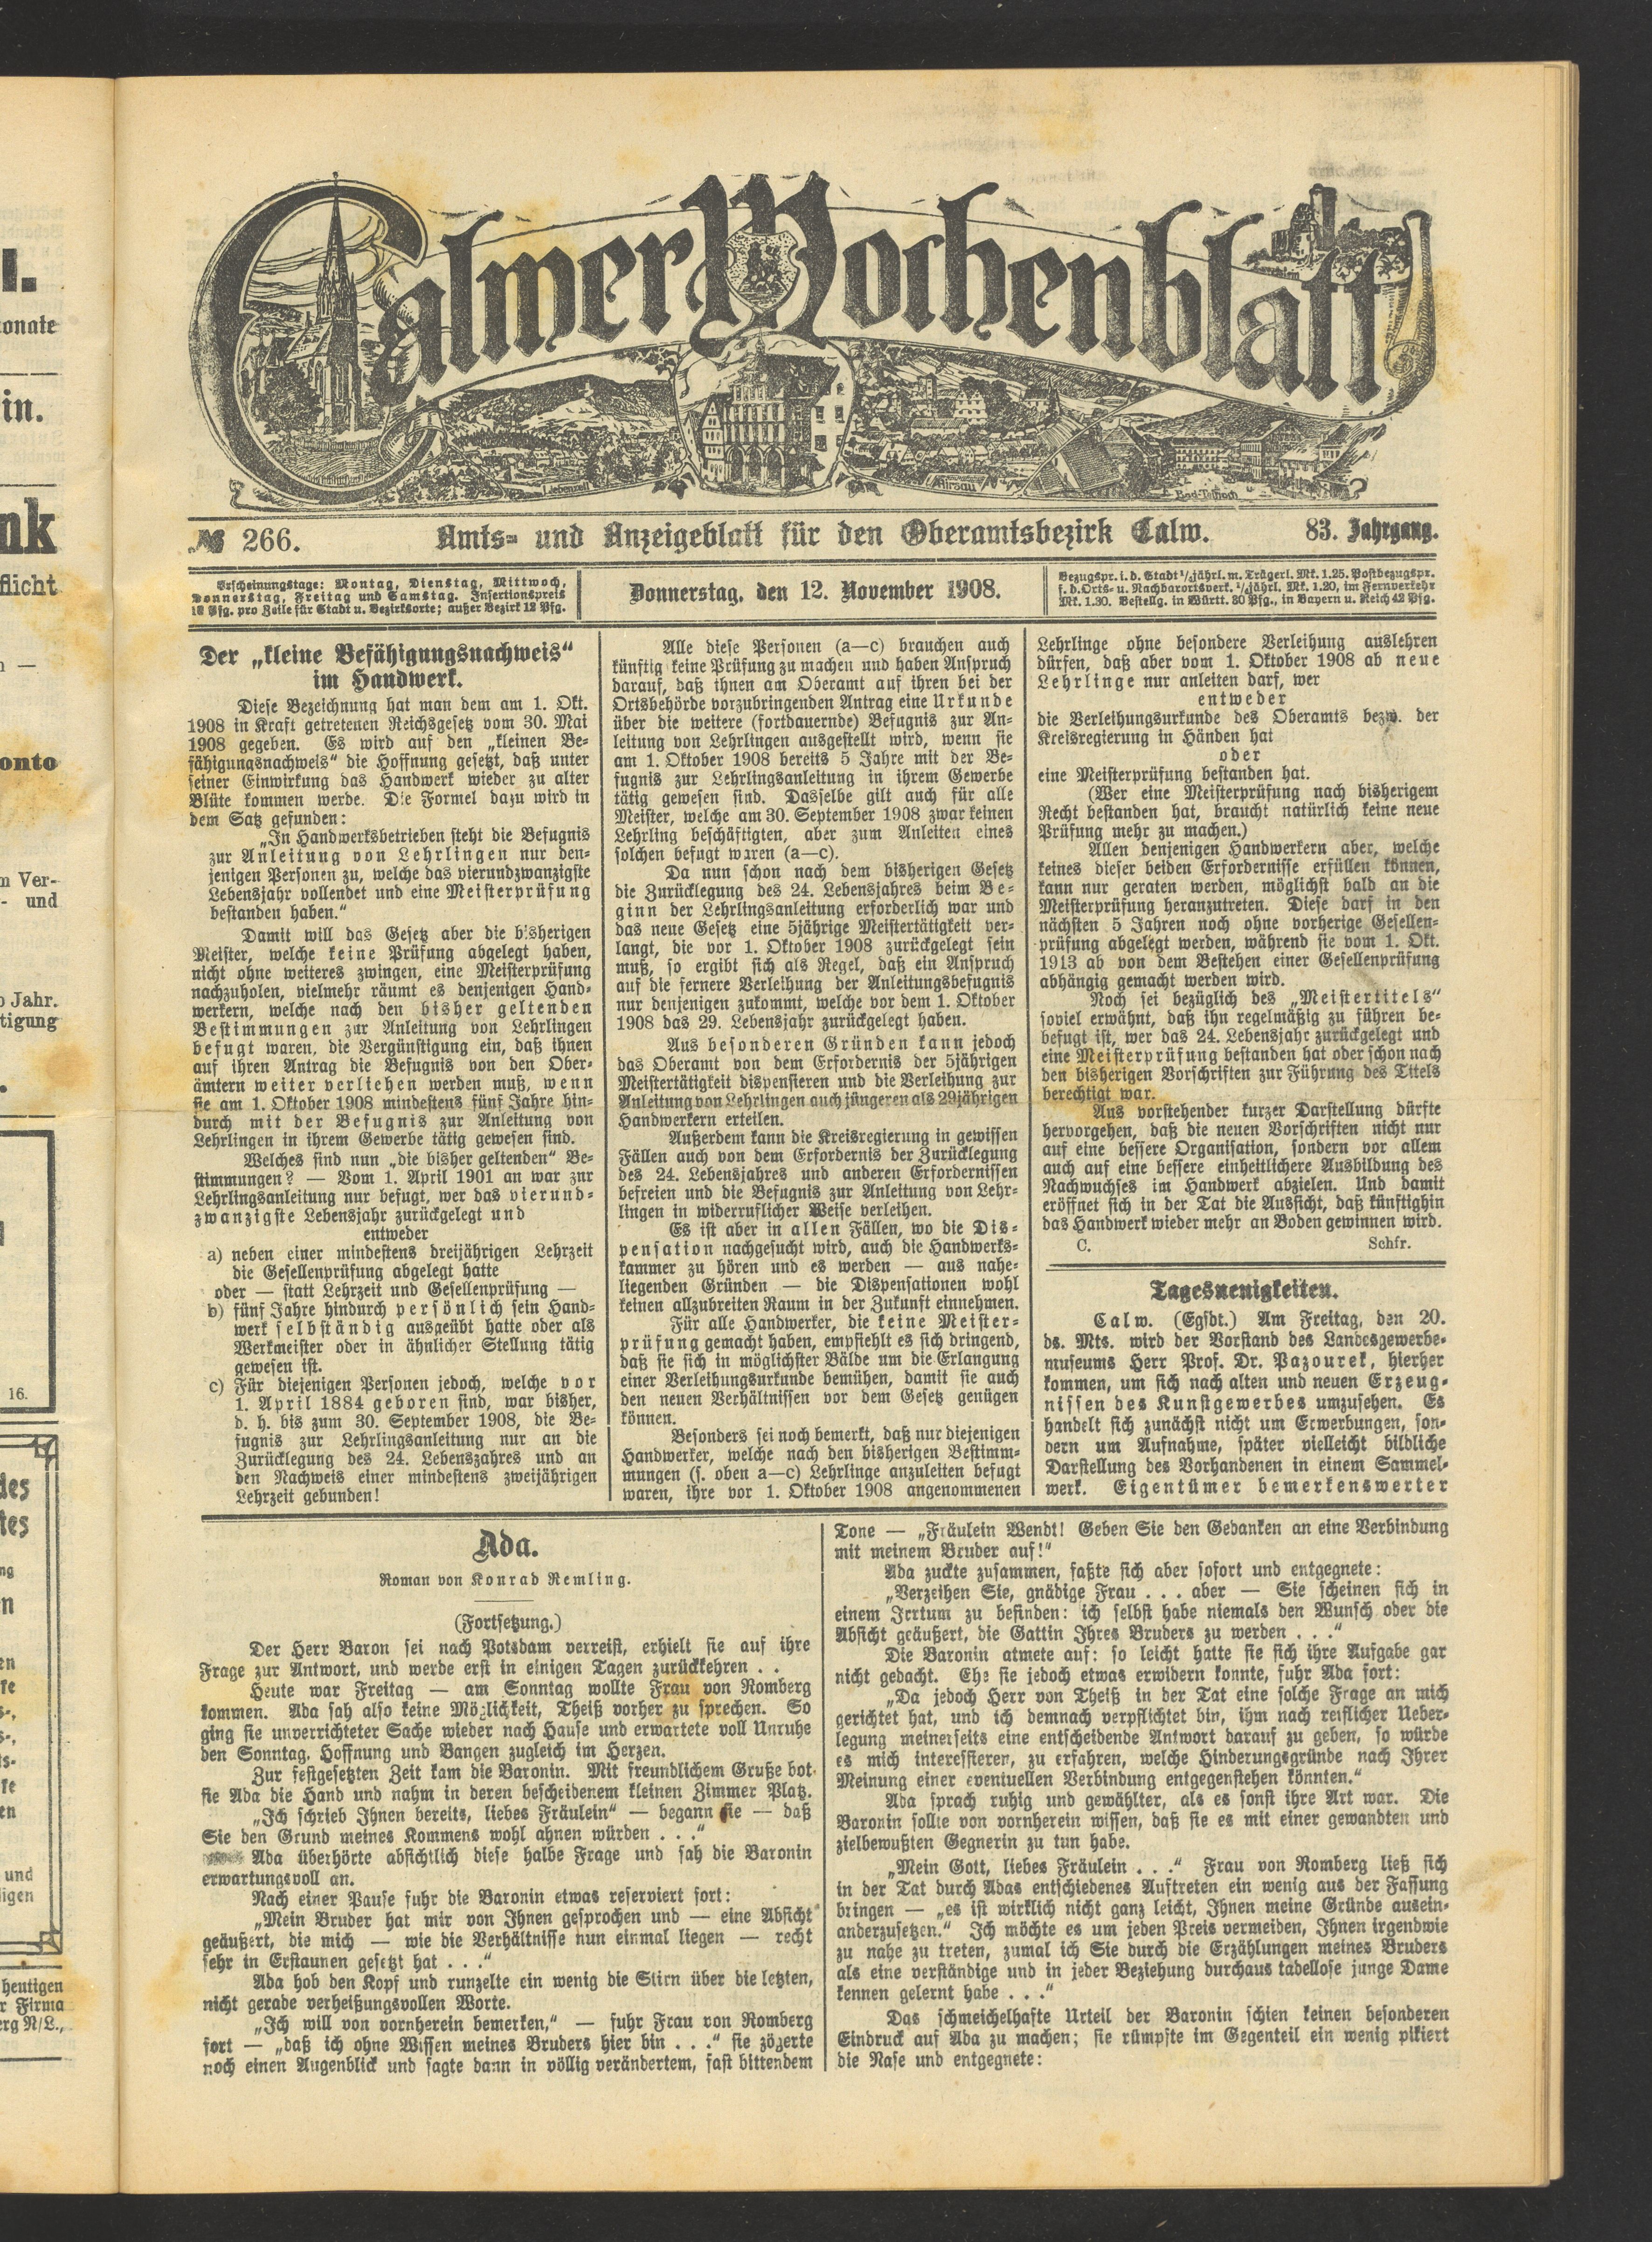 Calmer Wochenblatt
Liebenzell
Hirsau
Bad-Teinach
№ 266.
Amts- und Anzeigeblatt für den Oberamtsbezirk Calw.
83. Jahrgang.
Erscheinungstage: Montag, Dienstag, Mittwoch,
Donnerstag, Freitag und Samstag. Insertionspreis
10 Pfg. pro Zeile für Stadt u. Bezirksorte; außer Bezirk 12 Pfg.
Donnerstag, den 12. November 1908.
Bezugspr. i. d. Stadt ¼jährl. m. Trägerl. Mk. 1.25. Postbezugspr.
f. d. Orts- u. Nachbarortsverk. ¼jährl. Mk. 1.20, im Fernverkehr
Mk. 1.30. Bestellg. in Württ. 30 Pfg., in Bayern u. Reich 42 Pfg.
Der „kleine Befähigungsnachweis“
im Handwerk.
Diese Bezeichnung hat man dem am 1. Okt.
1908 in Kraft getretenen Reichsgesetz vom 30. Mai
1908 gegeben. Es wird auf den „kleinen Be-
fähigungsnachweis“ die Hoffnung gesetzt, daß unter
seiner Einwirkung das Handwerk wieder zu alter
Blüte kommen werde. Die Formel dazu wird in
dem Satz gefunden:
„In Handwerksbetrieben steht die Befugnis
zur Anleitung von Lehrlingen nur den-
jenigen Personen zu, welche das vierundzwanzigste
Lebensjahr vollendet und eine Meisterprüfung
bestanden haben.“
Damit will das Gesetz aber die bisherigen
Meister, welche keine Prüfung abgelegt haben,
nicht ohne weiteres zwingen, eine Meisterprüfung
nachzuholen, vielmehr räumt es denjenigen Hand-
werkern, welche nach den bisher geltenden
Bestimmungen zur Anleitung von Lehrlingen
befugt waren, die Vergünstigung ein, daß ihnen
auf ihren Antrag die Befugnis von den Ober-
ämtern weiter verliehen werden muß, wenn
sie am 1. Oktober 1908 mindestens fünf Jahre hin-
durch mit der Befugnis zur Anleitung von
Lehrlingen in ihrem Gewerbe tätig gewesen sind.
Welches sind nun „die bisher geltenden“ Be-
stimmungen? — Vom 1. April 1901 an war zur
Lehrlingsanleitung nur befugt, wer das vierund-
zwanzigste Lebensjahr zurückgelegt und
entweder
a) neben einer mindestens dreijährigen Lehrzeit
die Gesellenprüfung abgelegt hatte
oder — statt Lehrzeit und Gesellenprüfung —
b) fünf Jahre hindurch persönlich sein Hand-
werk selbständig ausgeübt hatte oder als
Werkmeister oder in ähnlicher Stellung tätig
gewesen ist.
c) Für diejenigen Personen jedoch, welche vor
1. April 1884 geboren sind, war bisher,
d. h. bis zum 30. September 1908, die Be-
fugnis zur Lehrlingsanleitung nur an die
Zurücklegung des 24. Lebensjahres und an
den Nachweis einer mindestens zweijährigen
Lehrzeit gebunden!
Alle diese Personen (a—c) brauchen auch
künftig keine Prüfung zu machen und haben Anspruch
darauf, daß ihnen am Oberamt auf ihren bei der
Ortsbehörde vorzubringenden Antrag eine Urkunde
über die weitere (fortdauernde) Befugnis zur An-
leitung von Lehrlingen ausgestellt wird, wenn sie
am 1. Oktober 1908 bereits 5 Jahre mit der Be-
fugnis zur Lehrlingsanleitung in ihrem Gewerbe
tätig gewesen sind. Dasselbe gilt auch für alle
Meister, welche am 30. September 1908 zwar keinen
Lehrling beschäftigten, aber zum Anleiten eines
solchen befugt waren (a—c).
Da nun schon nach dem bisherigen Gesetz
die Zurücklegung des 24. Lebensjahres beim Be-
ginn der Lehrlingsanleitung erforderlich war und
das neue Gesetz eine 5jährige Meistertätigkeit ver-
langt, die vor 1. Oktober 1908 zurückgelegt sein
muß, so ergibt sich als Regel, daß ein Anspruch
auf die fernere Verleihung der Anleitungsbefugnis
nur denjenigen zukommt, welche vor dem 1. Oktober
1908 das 29. Lebensjahr zurückgelegt haben.
Aus besonderen Gründen kann jedoch
das Oberamt von dem Erfordernis der 5jährigen
Meistertätigkeit dispensieren und die Verleihung zur
Anleitung von Lehrlingen auch jüngeren als 29jährigen
Handwerkern erteilen.
Außerdem kann die Kreisregierung in gewissen
Fällen auch von dem Erfordernis der Zurücklegung
des 24. Lebensjahres und anderen Erfordernissen
befreien und die Befugnis zur Anleitung von Lehr-
lingen in widerruflicher Weise verleihen.
Es ist aber in allen Fällen, wo die Dis-
pensation nachgesucht wird, auch die Handwerks-
kammer zu hören und es werden — aus nahe-
liegenden Gründen — die Dispensationen wohl
keinen allzubreiten Raum in der Zukunft einnehmen.
Für alle Handwerker, die keine Meister-
prüfung gemacht haben, empfiehlt es sich dringend,
daß sie sich in möglichster Bälde um die Erlangung
einer Verleihungsurkunde bemühen, damit sie auch
den neuen Verhältnissen vor dem Gesetz genügen
können.
Besonders sei noch bemerkt, daß nur diejenigen
Handwerker, welche nach den bisherigen Bestimm-
mungen (s. oben a—c) Lehrlinge anzuleiten befugt
waren, ihre vor 1. Oktober 1908 angenommenen
Lehrlinge ohne besondere Verleihung auslehren
dürfen, daß aber vom 1. Oktober 1908 ab neue
Lehrlinge nur anleiten darf, wer
entweder
die Verleihungsurkunde des Oberamts bezw. der
Kreisregierung in Händen hat
oder
eine Meisterprüfung bestanden hat.
(Wer eine Meisterprüfung nach bisherigem
Recht bestanden hat, braucht natürlich keine neue
Prüfung mehr zu machen.)
Allen denjenigen Handwerkern aber, welche
keines dieser beiden Erfordernisse erfüllen können,
kann nur geraten werden, möglichst bald an die
Meisterprüfung heranzutreten. Diese darf in den
nächsten 5 Jahren noch ohne vorherige Gesellen-
prüfung abgelegt werden, während sie vom 1. Okt.
1913 ab von dem Bestehen einer Gesellenprüfung
abhängig gemacht werden wird.
Noch sei bezüglich des „Meistertitels“
soviel erwähnt, daß ihn regelmäßig zu führen be-
befugt ist, wer das 24. Lebensjahr zurückgelegt und
eine Meisterprüfung bestanden hat oder schon nach
den bisherigen Vorschriften zur Führung des Titels
berechtigt war.
Aus vorstehender kurzer Darstellung dürfte
hervorgehen, daß die neuen Vorschriften nicht nur
auf eine bessere Organisation, sondern vor allem
auch auf eine bessere einheitlichere Ausbildung des
Nachwuchses im Handwerk abzielen. Und damit
eröffnet sich in der Tat die Aussicht, daß künftighin
das Handwerk wieder mehr an Boden gewinnen wird.
C. Schfr.
Tagesneuigkeiten.
Calw. (Egsdt.) Am Freitag, den 20.
ds. Mts. wird der Vorstand des Landesgewerbe-
museums Herr Prof. Dr. Pazourek, hierher
kommen, um sich nach alten und neuen Erzeug-
nissen des Kunstgewerbes umzusehen. Es
handelt sich zunächst nicht um Erwerbungen, son-
dern um Aufnahme, später vielleicht bildliche
Darstellung des Vorhandenen in einem Sammel-
werk. Eigentümer bemerkenswerter
Ada.
Roman von Konrad Remling.
(Fortsetzung.)
Der Herr Baron sei nach Potsdam verreist, erhielt sie auf ihre
Frage zur Antwort, und werde erst in einigen Tagen zurückkehren . .
Heute war Freitag — am Sonntag wollte Frau von Romberg
kommen. Ada sah also keine Möglichkeit, Theiß vorher zu sprechen. So
ging sie unverrichteter Sache wieder nach Hause und erwartete voll Unruhe
den Sonntag, Hoffnung und Bangen zugleich im Herzen.
Zur festgesetzten Zeit kam die Baronin. Mit freundlichem Gruße bot
sie Ada die Hand und nahm in deren bescheidenem kleinen Zimmer Platz.
„Ich schrieb Ihnen bereits, liebes Fräulein“ — begann sie — daß
Sie den Grund meines Kommens wohl ahnen würden . . .“
Ada überhörte absichtlich diese halbe Frage und sah die Baronin
erwartungsvoll an.
Nach einer Pause fuhr die Baronin etwas reserviert fort:
„Mein Bruder hat mir von Ihnen gesprochen und — eine Absicht
geäußert, die mich — wie die Verhältnisse nun einmal liegen — recht
sehr in Erstaunen gesetzt hat . . .“
Ada hob den Kopf und runzelte ein wenig die Stirn über die letzten,
nicht gerade verheißungsvollen Worte.
„Ich will von vornherein bemerken,“ — fuhr Frau von Romberg
fort — „daß ich ohne Wissen meines Bruders hier bin . . .“ sie zögerte
noch einen Augenblick und sagte dann in völlig verändertem, fast bittendem
Tone — „Fräulein Wendt! Geben Sie den Gedanken an eine Verbindung
mit meinem Bruder auf!“
Ada zuckte zusammen, faßte sich aber sofort und entgegnete:
„Verzeihen Sie, gnädige Frau . . . aber — Sie scheinen sich in
einem Irrtum zu befinden: ich selbst habe niemals den Wunsch oder die
Absicht geäußert, die Gattin Ihres Bruders zu werden . . .“
Die Baronin atmete auf: so leicht hatte sie sich ihre Aufgabe gar
nicht gedacht. Ehe sie jedoch etwas erwidern konnte, fuhr Ada fort:
„Da jedoch Herr von Theiß in der Tat eine solche Frage an mich
gerichtet hat, und ich demnach verpflichtet bin, ihm nach reiflicher Ueber-
legung meinerseits eine entscheidende Antwort darauf zu geben, so würde
es mich interessieren, zu erfahren, welche Hinderungsgründe nach Ihrer
Meinung einer eventuellen Verbindung entgegenstehen könnten.“
Ada sprach ruhig und gewählter, als es sonst ihre Art war. Die
Baronin sollte von vornherein wissen, daß sie es mit einer gewandten und
zielbewußten Gegnerin zu tun habe.
„Mein Gott, liebes Fräulein . . .“ Frau von Romberg ließ sich
in der Tat durch Adas entschiedenes Auftreten ein wenig aus der Fassung
bringen — „es ist wirklich nicht ganz leicht, Ihnen meine Gründe ausein-
anderzusetzen.“ Ich möchte es um jeden Preis vermeiden, Ihnen irgendwie
zu nahe zu treten, zumal ich Sie durch die Erzählungen meines Bruders
als eine verständige und in jeder Beziehung durchaus tadellose junge Dame
kennen gelernt habe . . .“
Das schmeichelhafte Urteil der Baronin schien keinen besonderen
Eindruck auf Ada zu machen; sie rümpfte im Gegenteil ein wenig pikiert
die Nase und entgegnete: